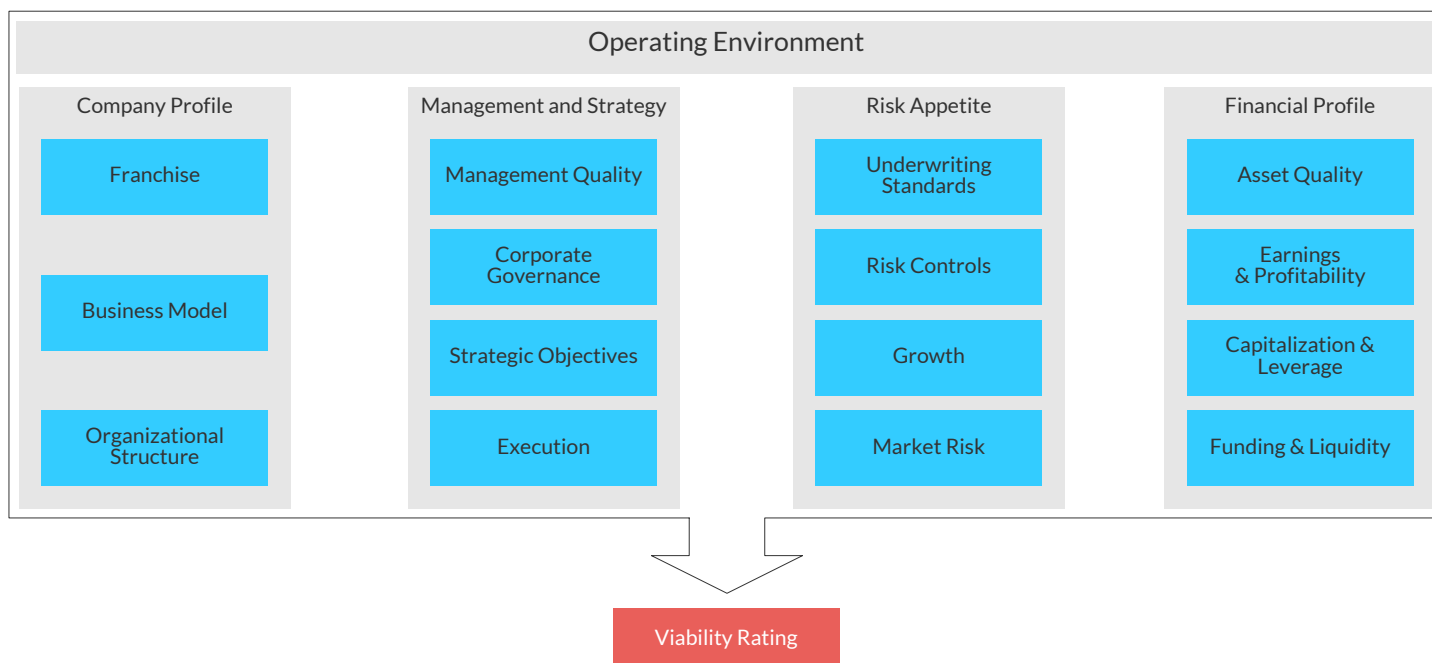 Operating Environment
Company Profile
Franchise
Business Model
Organizational
Structure
Management and Strategy
Management Quality
Corporate
Governance
Strategic Objectives
Execution
Risk Appetite
Underwriting
Standards
Risk Controls
Growth
Market Risk
Financial Profile
Asset Quality
Earnings
& Profitability
Capitalization &
Leverage
Funding & Liquidity
Viability Rating